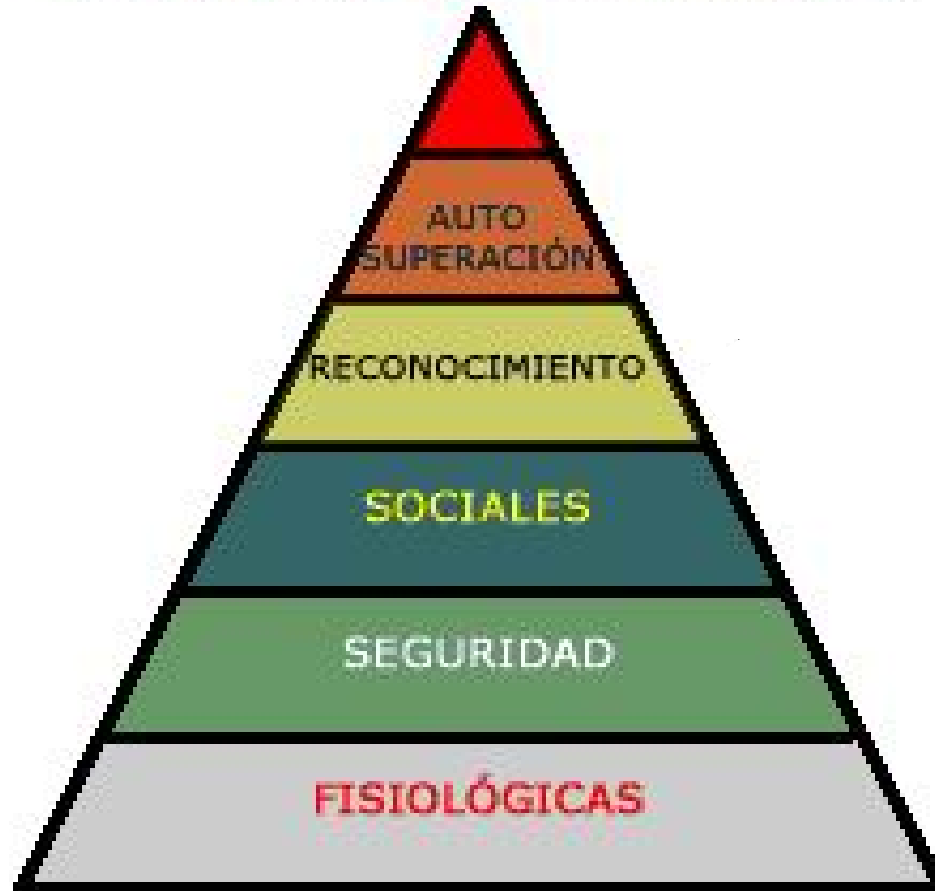 AUTO
SUPERACIÓN
RECONOCIMIENTO
SOCIALES
SEGURIDAD
FISIOLÓGICAS